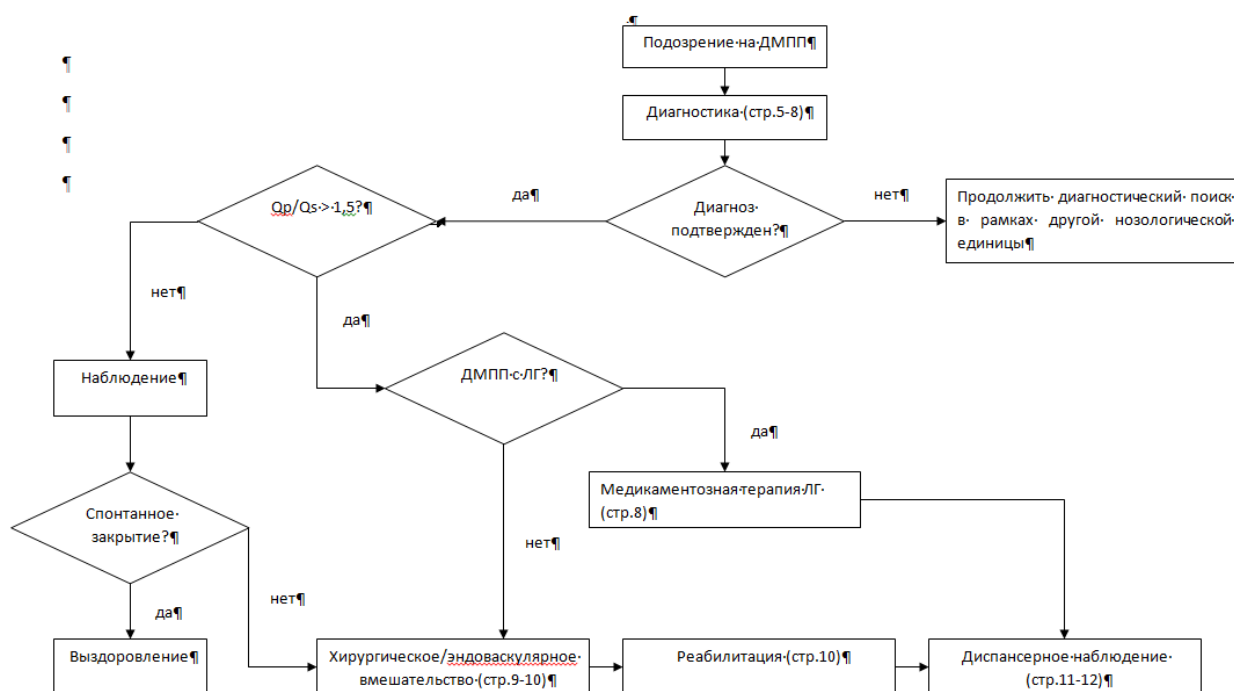 Подозрение на ДМПП¶
Диагностика (стр.5-8)¶
Диагноз
подтвержден?¶
да¶
нет¶
Продолжить диагностический поиск
в рамках другой нозологической
единицы¶
Qp/Qs > 1,5?¶
нет¶
да¶
Наблюдение¶
ДМПП с ЛГ?¶
да¶
нет¶
Медикаментозная терапия ЛГ
(стр.8)¶
Спонтанное
закрытие?¶
да¶
нет¶
Выздоровление¶
Хирургическое/эндоваскулярное
вмешательство (стр.9-10)¶
Реабилитация (стр.10)¶
Диспансерное наблюдение
(стр.11-12)¶